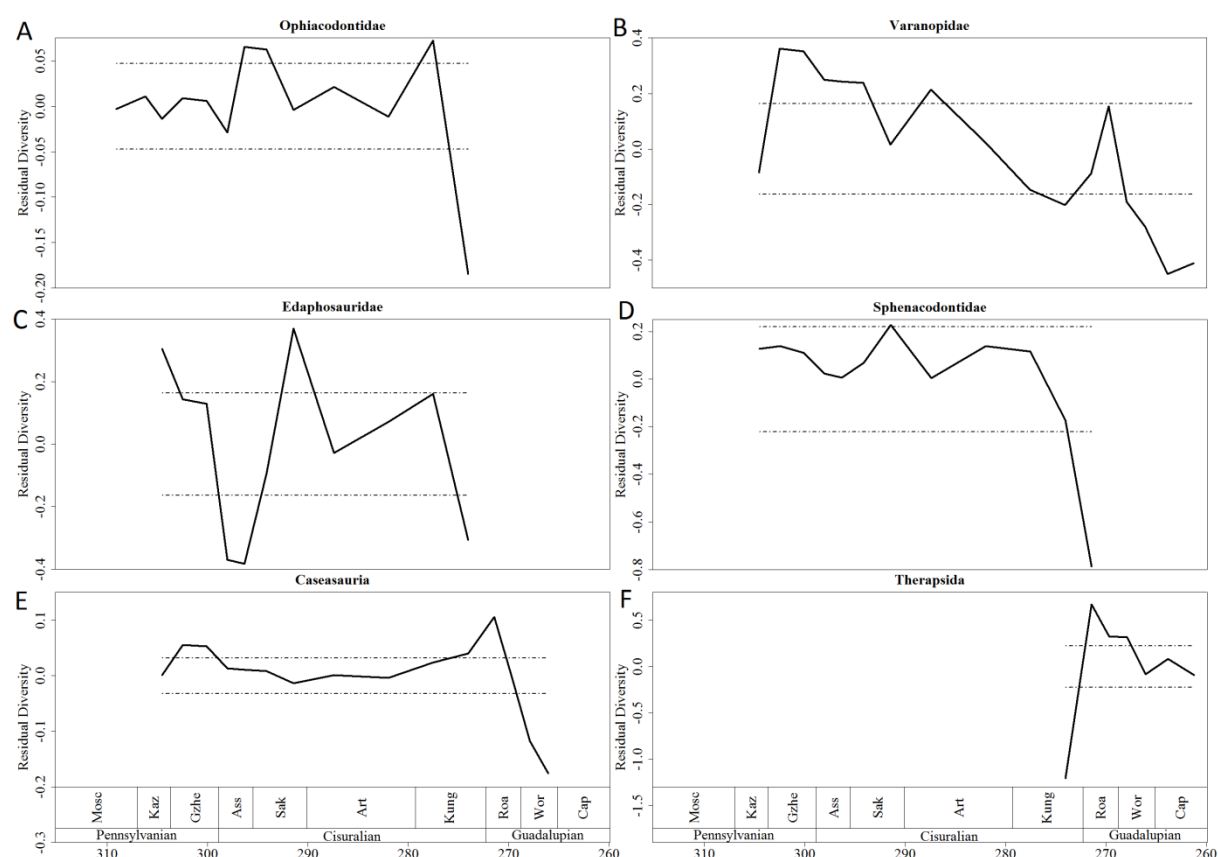 A
Ophiacodontidae
Residual Diversity
0.05
0.00
-0.05
-0.10
-0.15
-0.20
B
Varanopidae
Residual Diversity
0.4
0.2
0.0
-0.2
-0.4
C
Edaphosauridae
Residual Diversity
0.4
0.2
0.0
-0.2
-0.4
D
Sphenacodontidae
Residual Diversity
0.2
0.0
-0.2
-0.4
-0.6
-0.8
E
Caseasauria
Residual Diversity
0.1
0.0
-0.1
-0.2
-0.3
Mosc Kaz Gzhe Ass Sak Art Kung Roa Wor Cap
Pennsylvanian Cisuralian Guadalupian
310 300 290 280 270 260
F
Therapsida
Residual Diversity
0.5
0.0
-0.5
-1.0
-1.5
Mosc Kaz Gzhe Ass Sak Art Kung Roa Wor Cap
Pennsylvanian Cisuralian Guadalupian
310 300 290 280 270 260